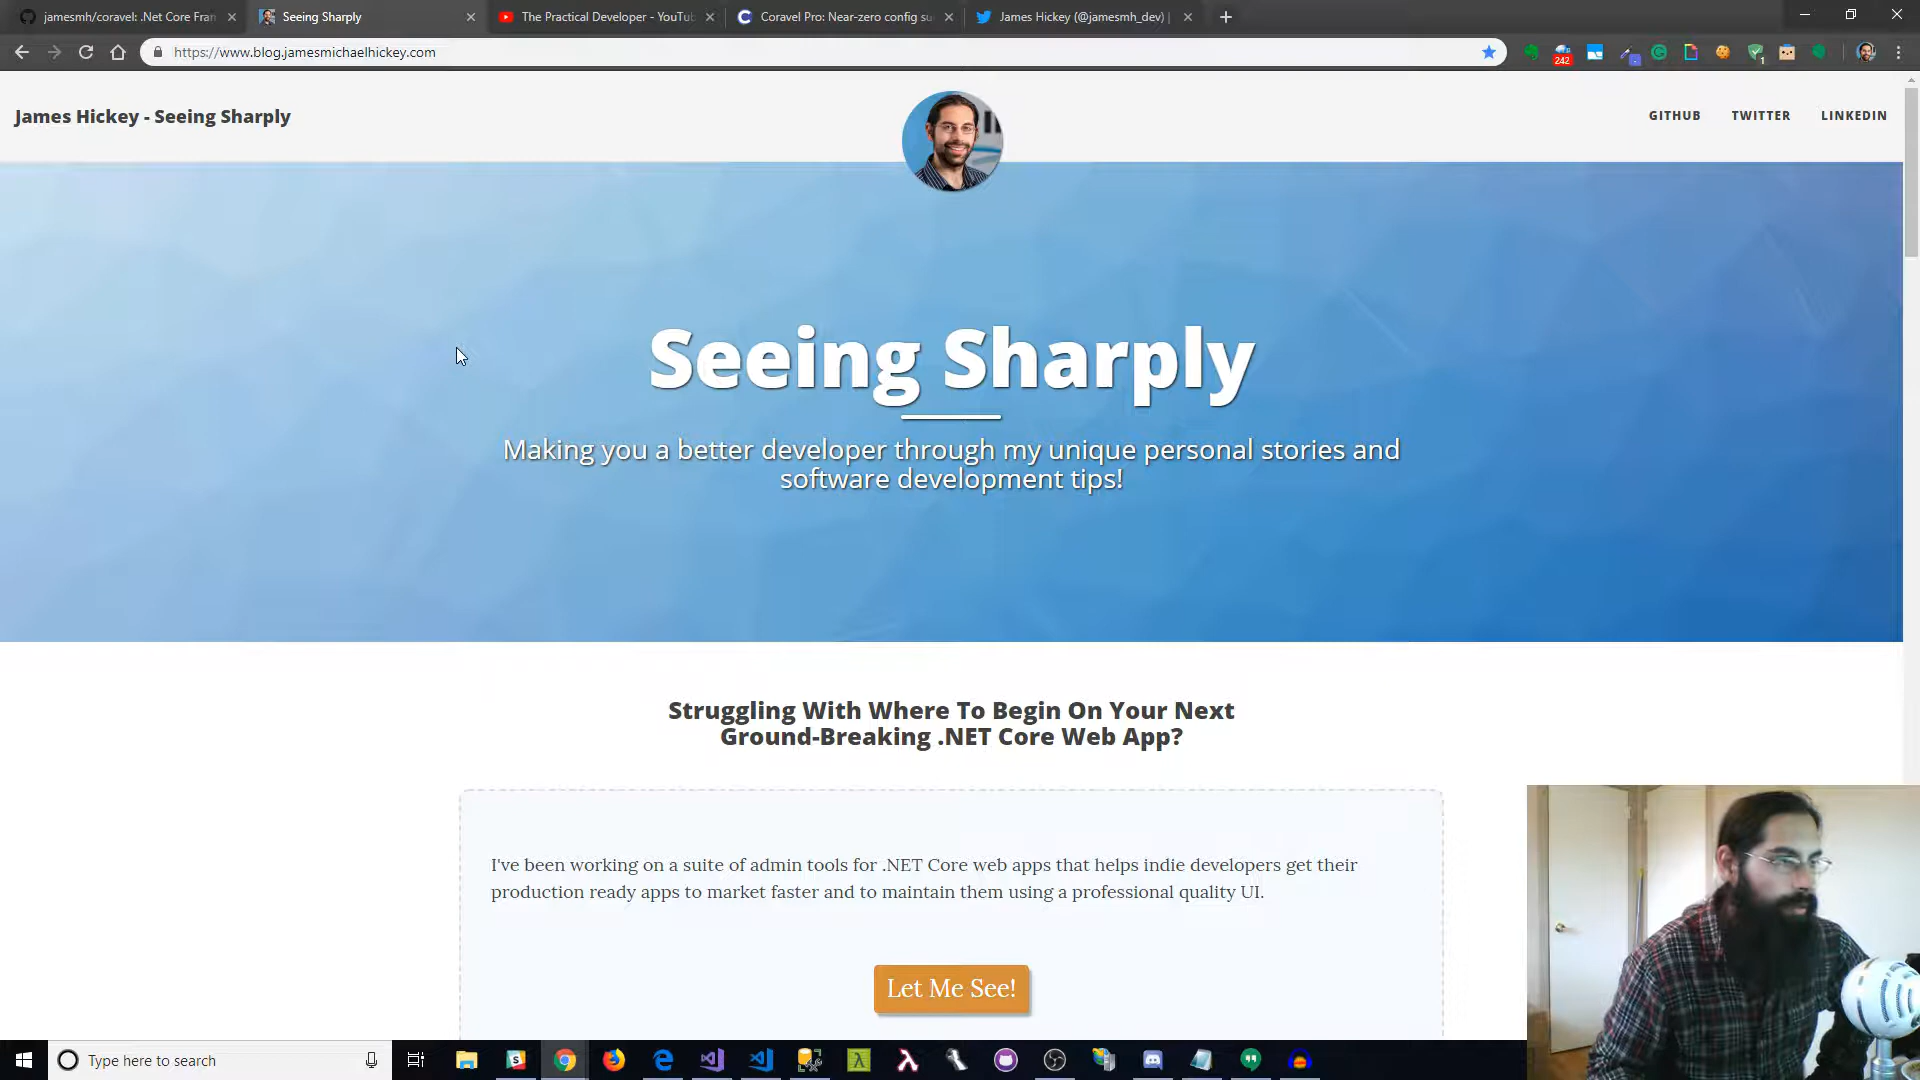 jamesmh/coravel: .Net Core Fran
Seeing Sharply
The Practical Developer - YouTub
Coravel Pro: Near-zero config su
James Hickey (@jamesmh_dev) |
https://www.blog.jamesmichaelhickey.com
242
1
James Hickey - Seeing Sharply
GITHUB
TWITTER
LINKEDIN
Seeing Sharply
Making you a better developer through my unique personal stories and
software development tips!
Struggling With Where To Begin On Your Next
Ground-Breaking .NET Core Web App?
I've been working on a suite of admin tools for .NET Core web apps that helps indie developers get their
production ready apps to market faster and to maintain them using a professional quality UI.
Let Me See!
Type here to search